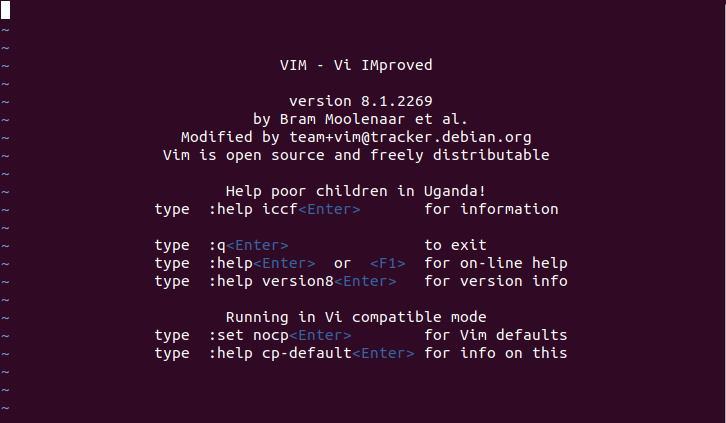 ~
~
~
VIM - Vi IMproved
~
~
version 8.1.2269
~
by Bram Moolenaar et al.
~
Modified by team+vim@tracker.debian.org
~
Vim is open source and freely distributable
~
~
Help poor children in Uganda!
~
type  :help iccf<Enter>       for information
~
~
type  :q<Enter>               to exit
~
type  :help<Enter>  or  <F1>  for on-line help
~
type  :help version8<Enter>   for version info
~
~
Running in Vi compatible mode
~
type  :set nocp<Enter>        for Vim defaults
~
type  :help cp-default<Enter> for info on this
~
~
~